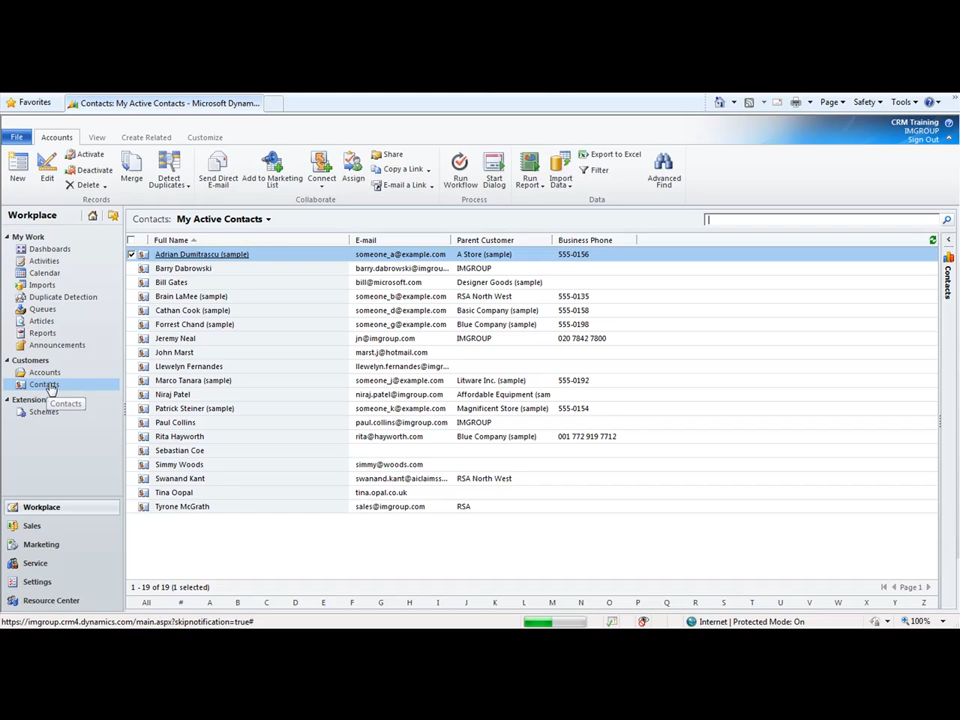 Favorites
Contacts: My Active Contacts - Microsoft Dynam...
Page
Safety
Tools
File
Accounts
View
Create Related
Customize
CRM Training
IMGROUP
Sign Out
New
Edit
Activate
Deactivate
Delete
Merge
Detect Duplicates
Records
Send Direct E-mail
Add to Marketing List
Connect
Assign
Share
Copy a Link
E-mail a Link
Collaborate
Run Workflow
Start Dialog
Process
Run Report
Import Data
Export to Excel
Filter
Data
Advanced Find
Workplace
Contacts: My Active Contacts
My Work
Dashboards
Activities
Calendar
Imports
Duplicate Detection
Queues
Articles
Reports
Announcements
Customers
Accounts
Contacts
Contacts
Extension
Schemes
Workplace
Sales
Marketing
Service
Settings
Resource Center
Full Name E-mail Parent Customer Business Phone
Adrian Dumitrascu (sample) someone_a@example.com A Store (sample) 555-0156
Barry Dabrowski barry.dabrowski@imgrou... IMGROUP
Bill Gates bill@microsoft.com Designer Goods (sample)
Brain LaMee (sample) someone_b@example.com RSA North West 555-0135
Cathan Cook (sample) someone_d@example.com Basic Company (sample) 555-0158
Forrest Chand (sample) someone_g@example.com Blue Company (sample) 555-0198
Jeremy Neal jn@imgroup.com IMGROUP 020 7842 7800
John Marst marst.j@hotmail.com
Llewelyn Fernandes llewelyn.fernandes@imgr...
Marco Tanara (sample) someone_j@example.com Litware Inc. (sample) 555-0192
Niraj Patel niraj.patel@imgroup.com Adventure Works (sam
Patrick Steiner (sample) someone_k@example.com Magnificent Store (sample) 555-0154
Paul Collins paul.collins@imgroup.com IMGROUP
Rita Hayworth rita@hayworth.com Blue Company (sample) 001 772 919 7712
Sebastian Coe
Simmy Woods simmy@woods.com
Swanand Kant swanand.kant@aiclaimss... RSA North West
Tina Oopal tina.opal.co.uk
Tyrone McGrath sales@imgroup.com RSA
Contacts
1 - 19 of 19 (1 selected)
Page 1
All # A B C D E F G H I J K L M N O P Q R S T U V W X Y Z
https://imgroup.crm4.dynamics.com/main.aspx?skipnotification=true#
Internet | Protected Mode: On
100%